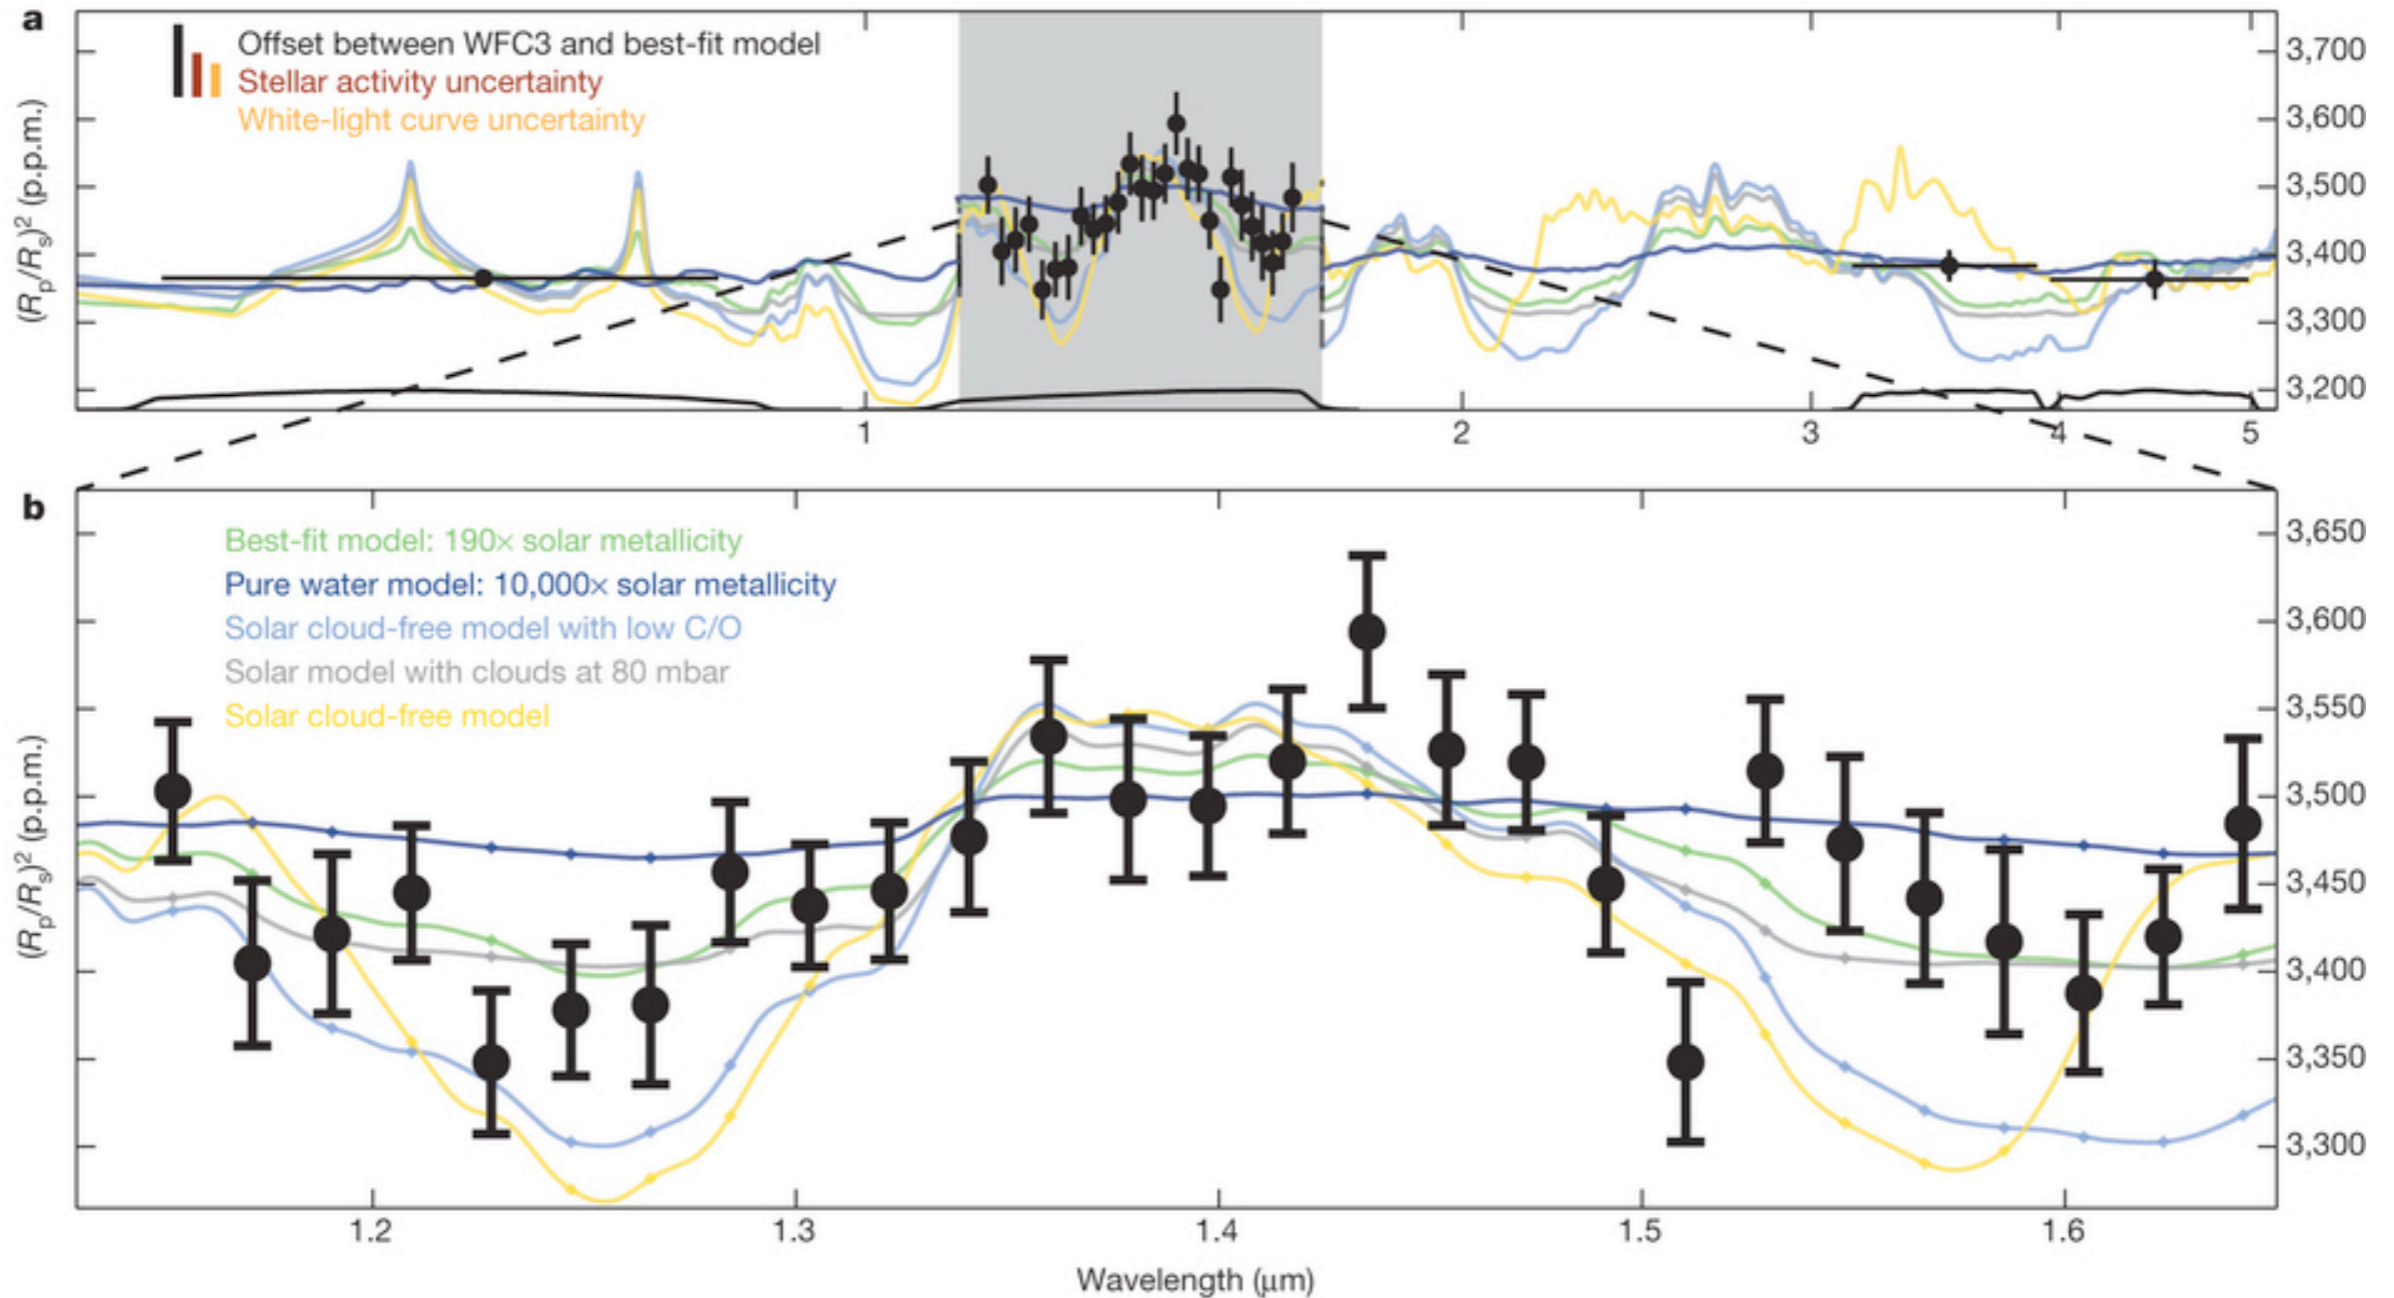 a
Offset between WFC3 and best-fit model
Stellar activity uncertainty
White-light curve uncertainty
(Rp/Rs)² (p.p.m.)
3,700
3,600
3,500
3,400
3,300
3,200
1 2 3 4 5
b
Best-fit model: 190× solar metallicity
Pure water model: 10,000× solar metallicity
Solar cloud-free model with low C/O
Solar model with clouds at 80 mbar
Solar cloud-free model
(Rp/Rs)² (p.p.m.)
3,650
3,600
3,550
3,500
3,450
3,400
3,350
3,300
1.2 1.3 1.4 1.5 1.6
Wavelength (μm)